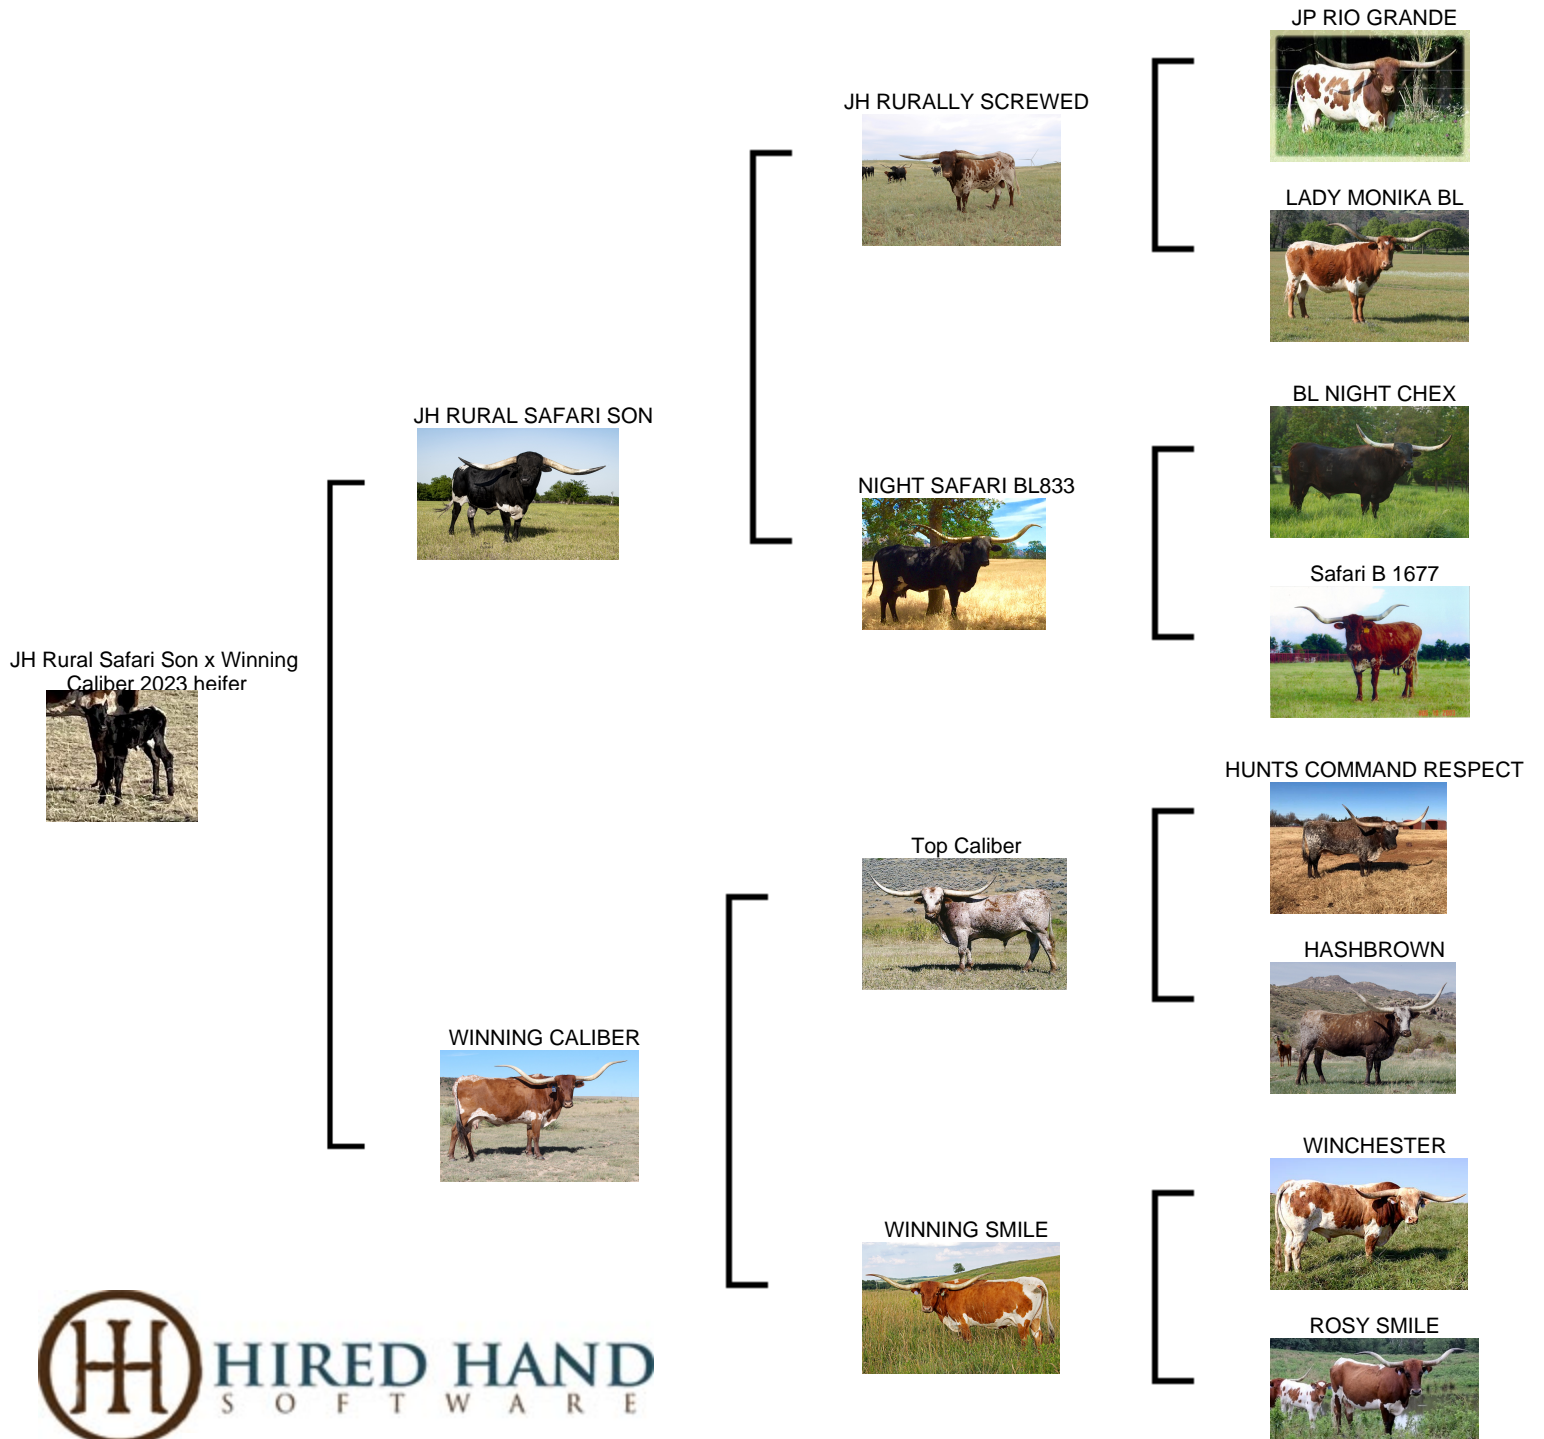 JP RIO GRANDE
JH RURALLY SCREWED
LADY MONIKA BL
BL NIGHT CHEX
JH RURAL SAFARI SON
NIGHT SAFARI BL833
Safari B 1677
JH Rural Safari Son x Winning
Caliber 2023 heifer
HUNTS COMMAND RESPECT
Top Caliber
HASHBROWN
WINNING CALIBER
WINCHESTER
WINNING SMILE
ROSY SMILE
HIRED HAND
SOFTWARE